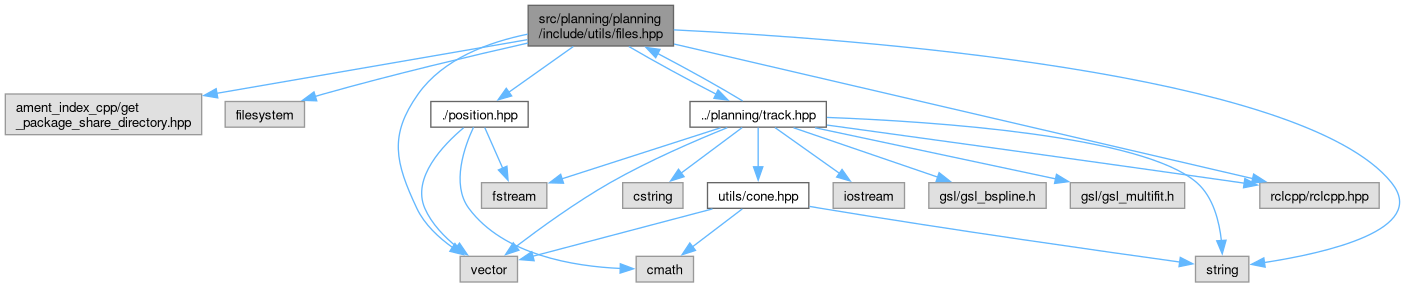 src/planning/planning
/include/utils/files.hpp
ament_index_cpp/get
_package_share_directory.hpp
filesystem
./position.hpp
../planning/track.hpp
fstream
cstring
utils/cone.hpp
iostream
gsl/gsl_bspline.h
gsl/gsl_multifit.h
rclcpp/rclcpp.hpp
vector
cmath
string